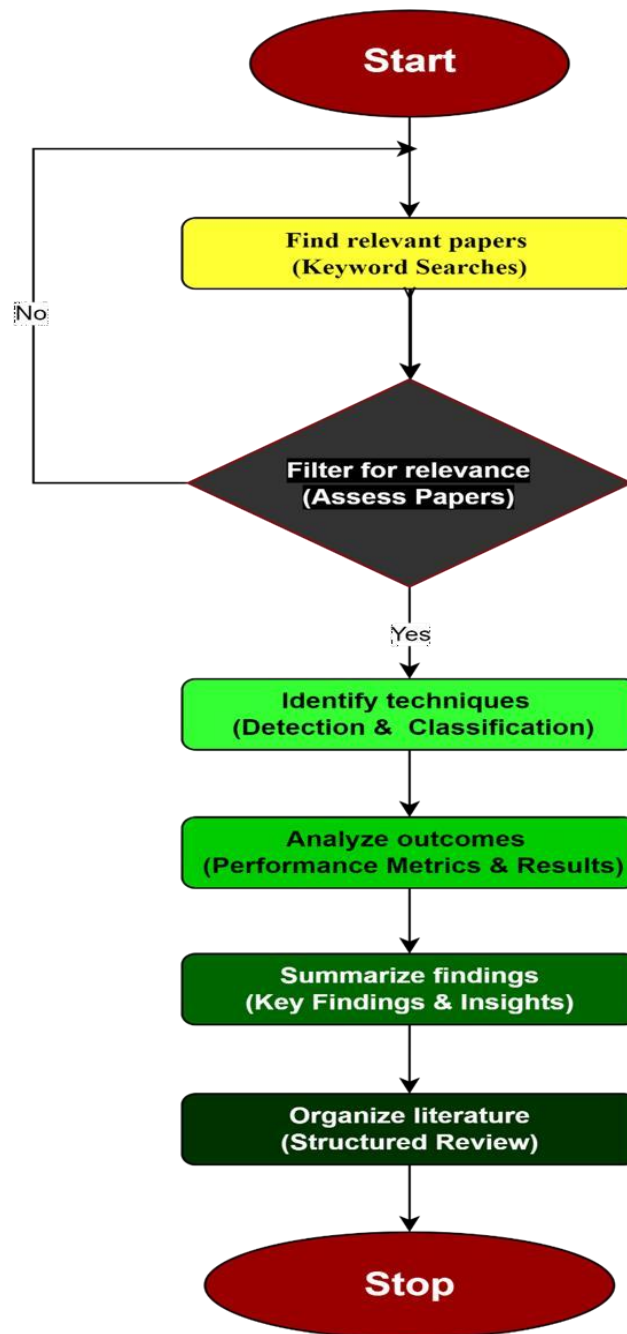 Start
Find relevant papers
(Keyword Searches)
No
Filter for relevance
(Assess Papers)
Yes
Identify techniques
(Detection & Classification)
Analyze outcomes
(Performance Metrics & Results)
Summarize findings
(Key Findings & Insights)
Organize literature
(Structured Review)
Stop